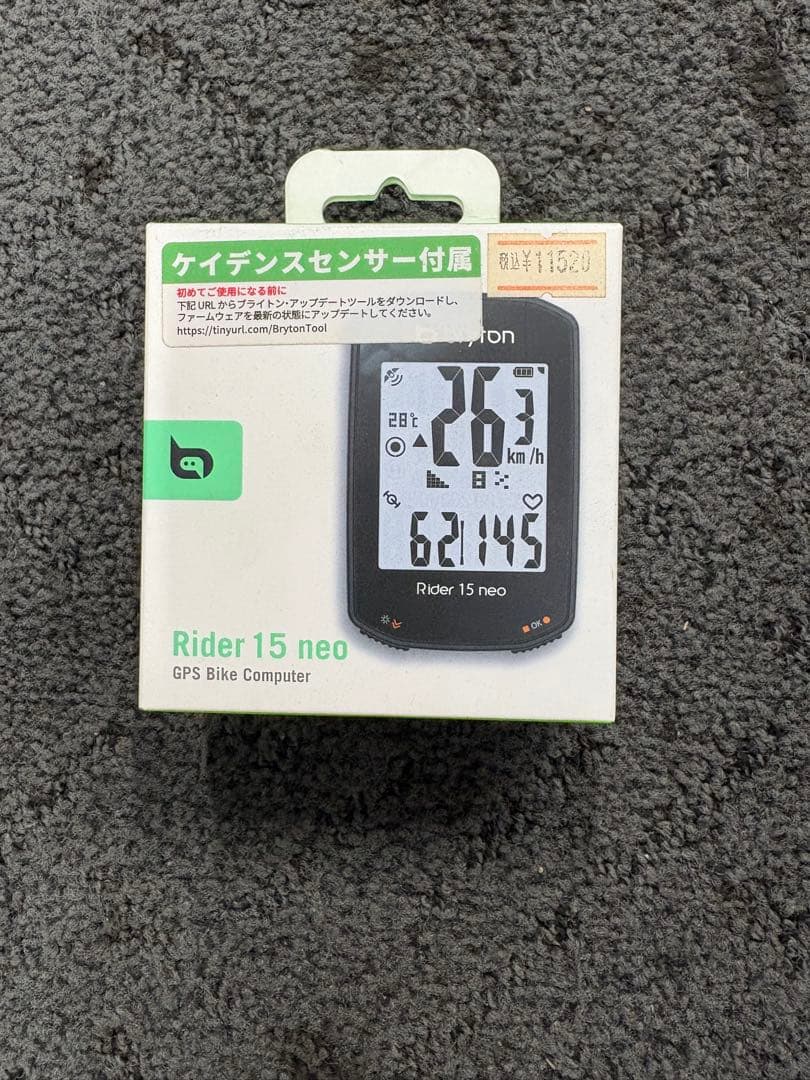 ケイデンスセンサー付属
税込¥11520
初めてご使用になる前に
下記URLからブライトン・アップデートツールをダウンロードし、
ファームウェアを最新の状態にアップデートしてください。
https://tinyurl.com/BrytonTool
28℃
26.3
km/h
8
62
145
Rider 15 neo
OK
Rider 15 neo
GPS Bike Computer